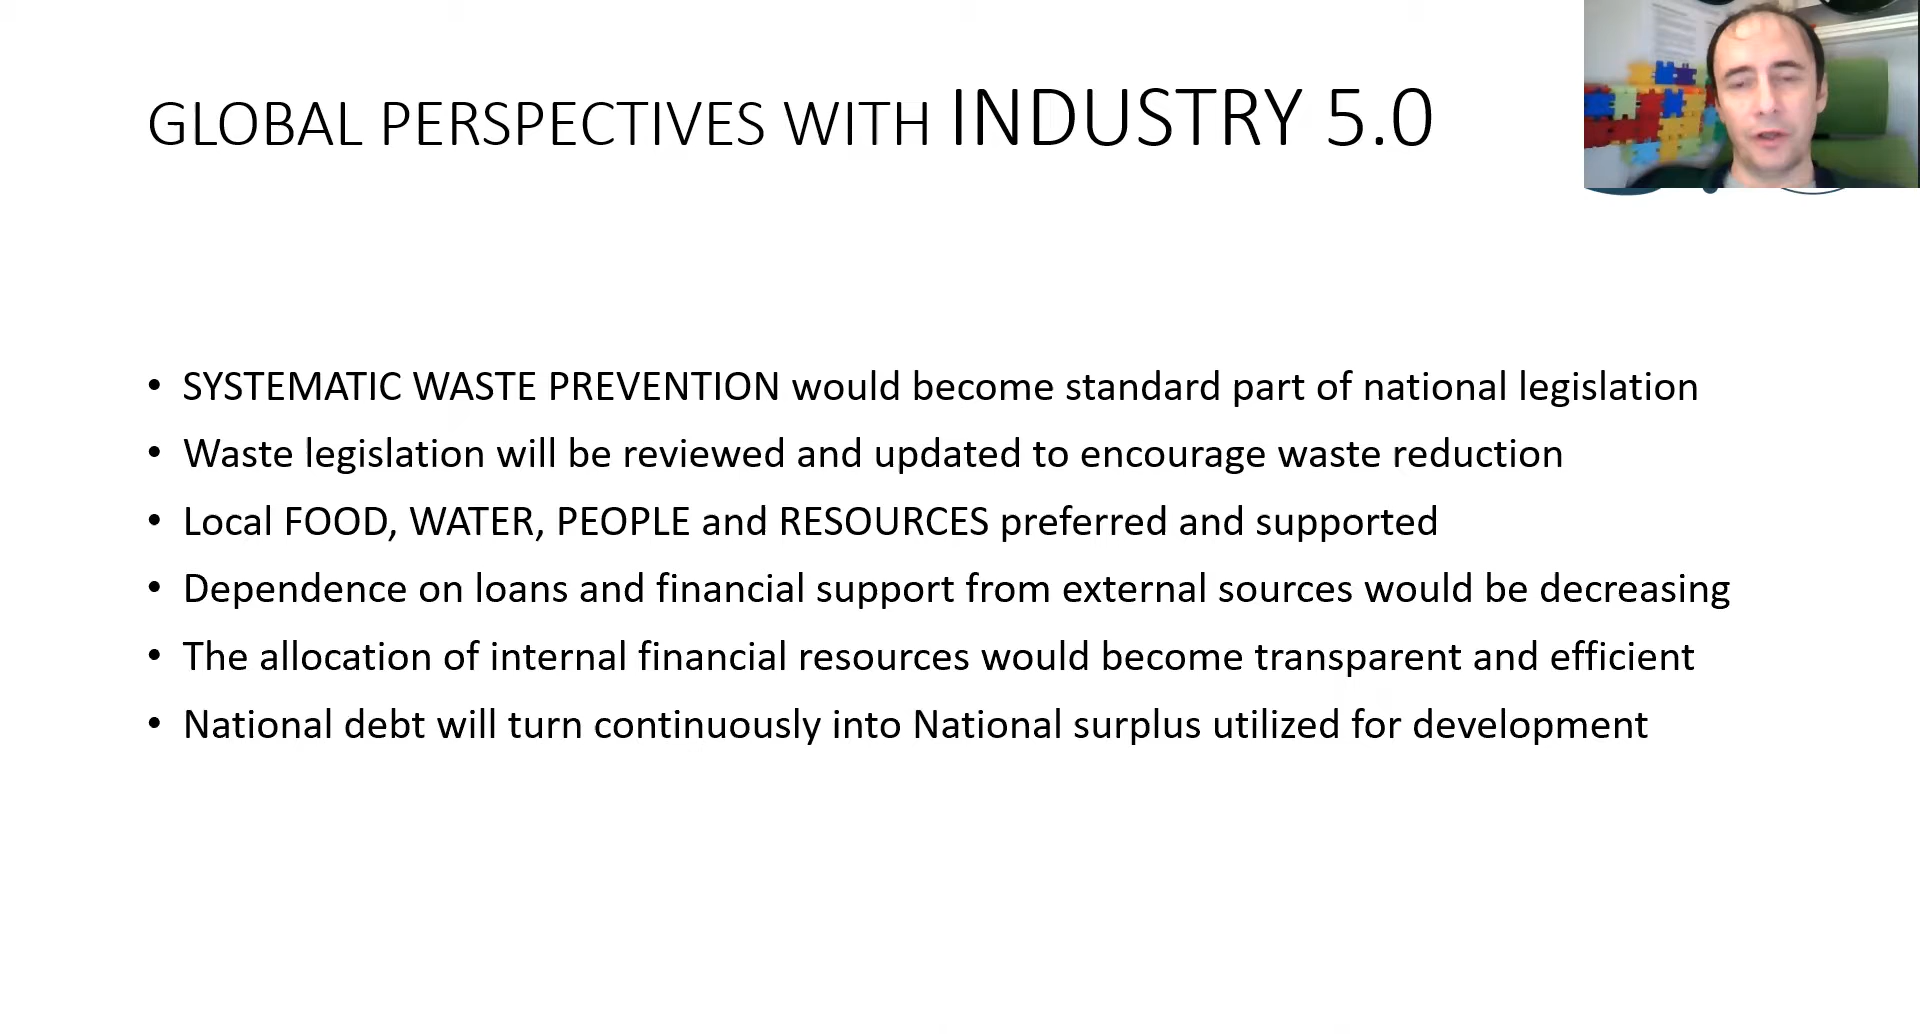 GLOBAL PERSPECTIVES WITH INDUSTRY 5.0
• SYSTEMATIC WASTE PREVENTION would become standard part of national legislation
• Waste legislation will be reviewed and updated to encourage waste reduction
• Local FOOD, WATER, PEOPLE and RESOURCES preferred and supported
• Dependence on loans and financial support from external sources would be decreasing
• The allocation of internal financial resources would become transparent and efficient
• National debt will turn continuously into National surplus utilized for development